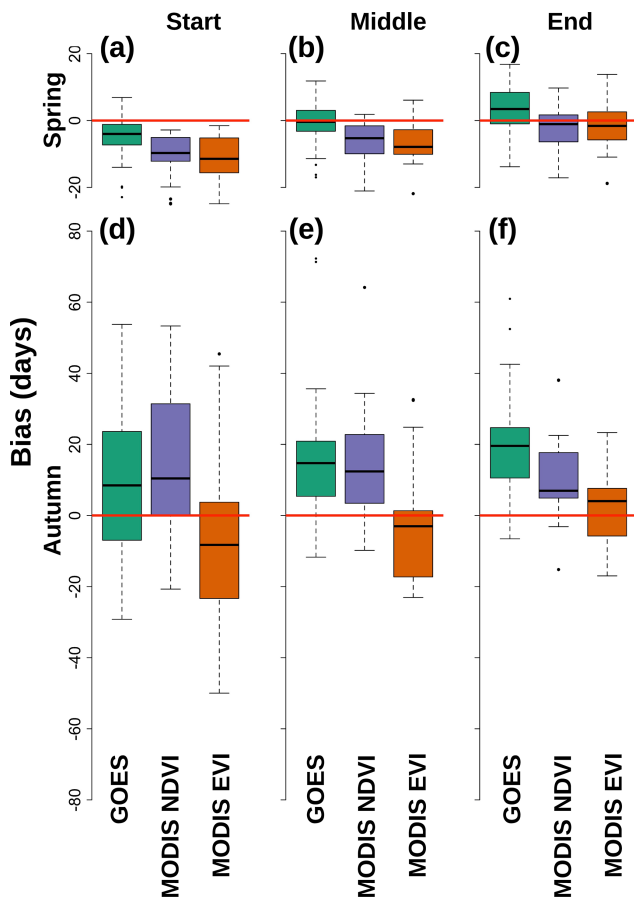 Start Middle End
(a) (b) (c)
Spring
20
0
-20
(d) (e) (f)
Bias (days)
Autumn
80
60
40
20
0
-20
-40
-60
-80
GOES MODIS NDVI MODIS EVI GOES MODIS NDVI MODIS EVI GOES MODIS NDVI MODIS EVI